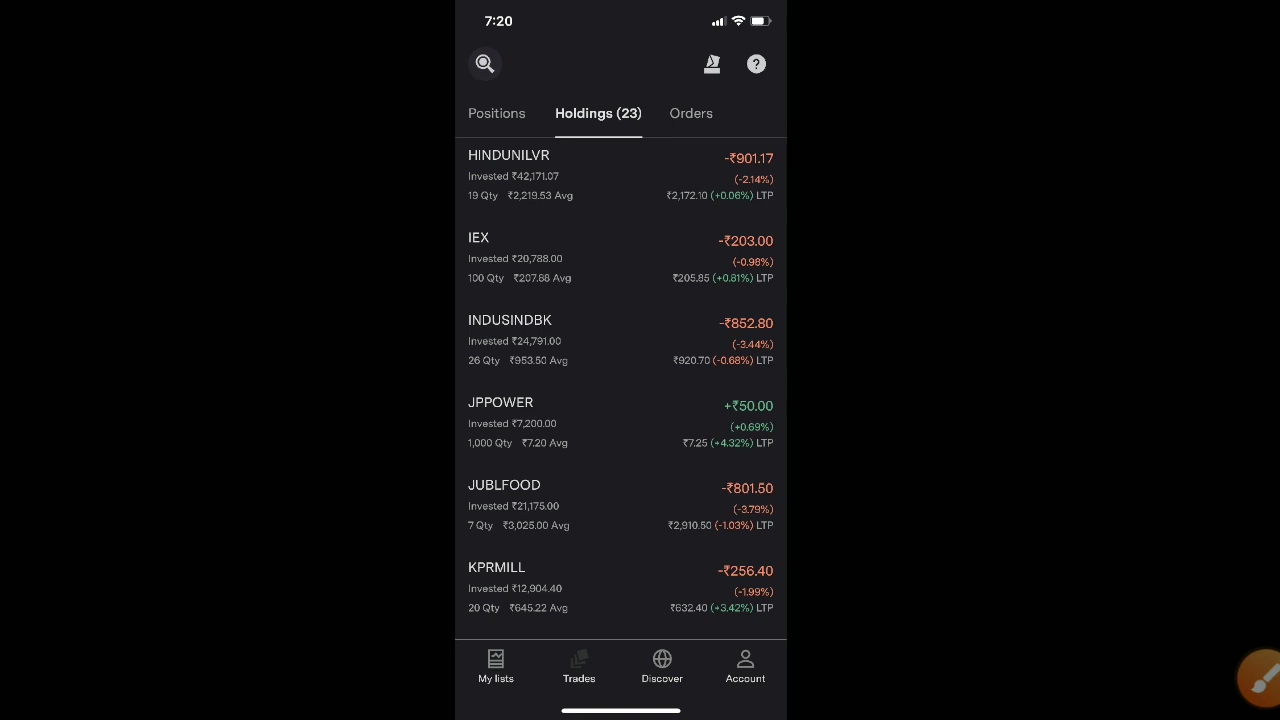 7:20
Positions Holdings (23) Orders
HINDUNILVR -₹901.17
Invested ₹42,171.07 (-2.14%)
19 Qty ₹2,219.53 Avg ₹2,172.10 (+0.06%) LTP
IEX -₹203.00
Invested ₹20,788.00 (-0.98%)
100 Qty ₹207.88 Avg ₹205.85 (+0.81%) LTP
INDUSINDBK -₹852.80
Invested ₹24,791.00 (-3.44%)
26 Qty ₹953.50 Avg ₹920.70 (-0.68%) LTP
JPPOWER +₹50.00
Invested ₹7,200.00 (+0.69%)
1,000 Qty ₹7.20 Avg ₹7.25 (+4.32%) LTP
JUBLFOOD -₹801.50
Invested ₹21,175.00 (-3.79%)
7 Qty ₹3,025.00 Avg ₹2,910.50 (-1.03%) LTP
KPRMILL -₹256.40
Invested ₹12,904.40 (-1.99%)
20 Qty ₹645.22 Avg ₹632.40 (+3.42%) LTP
My lists Trades Discover Account